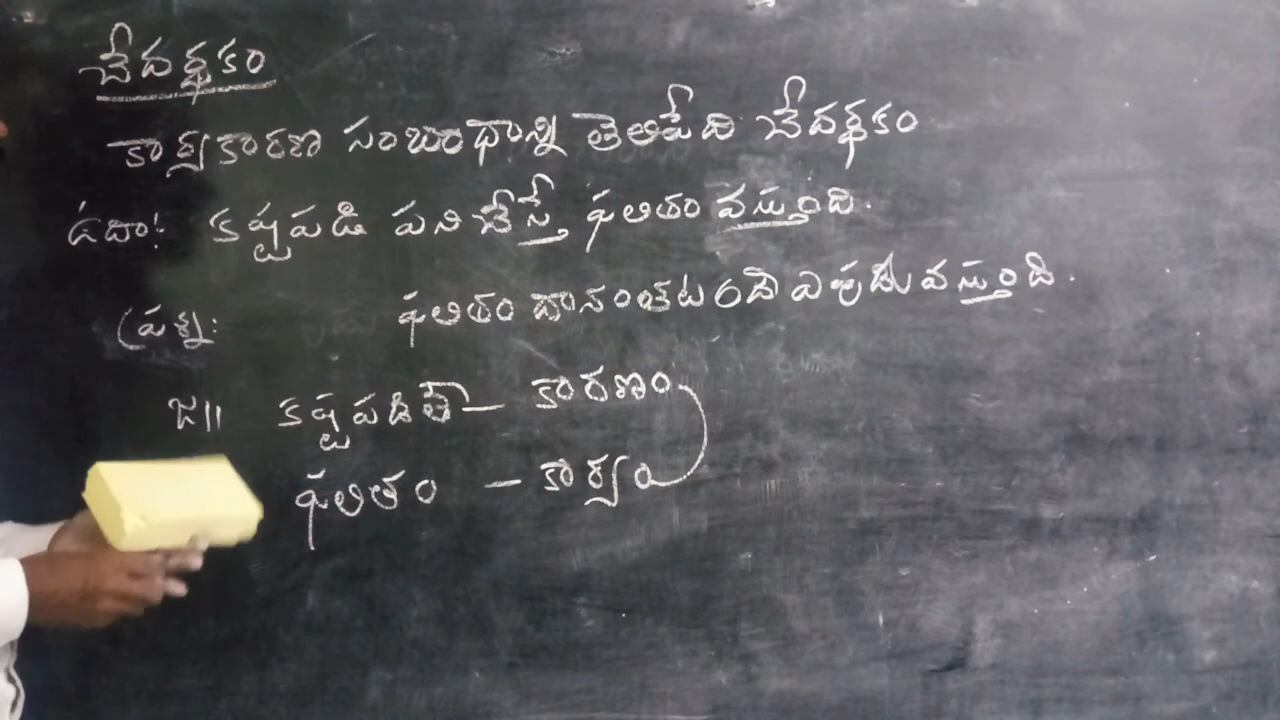 చేదర్థకం
కార్యకారణ సంబంధాన్ని తెలిపేది చేదర్థకం
ఉదా: కష్టపడి పని చేస్తే ఫలితం వస్తుంది.
ప్రశ్న: ఫలితం ఎపుడు వస్తుంది.
జ|| కష్టపడితే - కారణం
ఫలితం - కార్యం